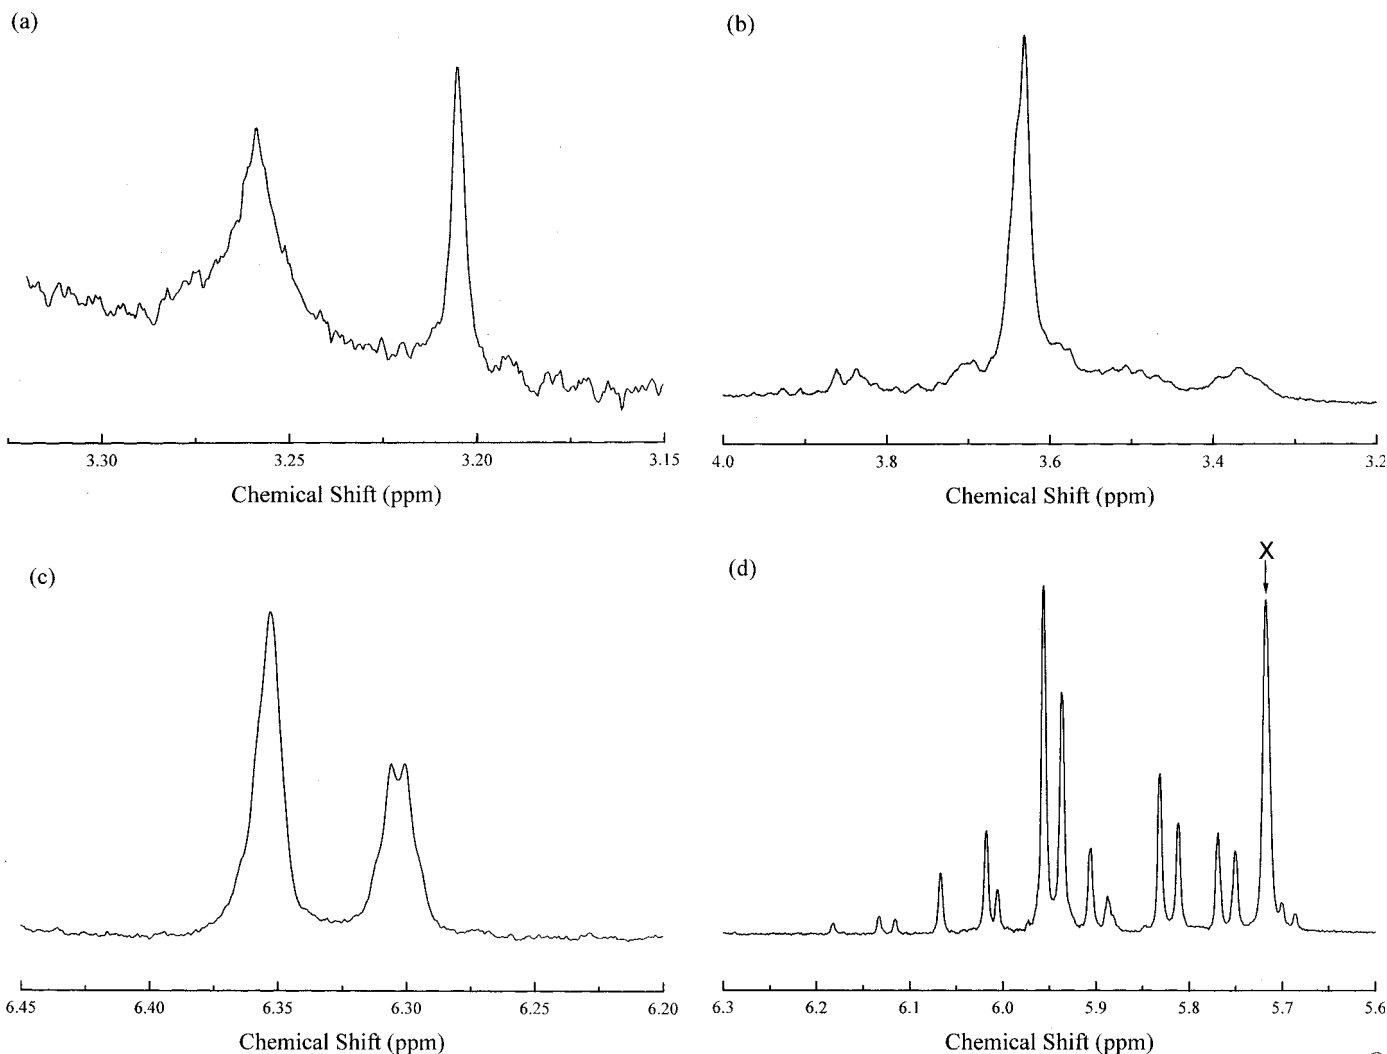 (a)
3.30 3.25 3.20 3.15
Chemical Shift (ppm)
(b)
4.0 3.8 3.6 3.4 3.2
Chemical Shift (ppm)
(c)
6.45 6.40 6.35 6.30 6.25 6.20
Chemical Shift (ppm)
(d)
X
6.3 6.2 6.1 6.0 5.9 5.8 5.7 5.6
Chemical Shift (ppm)